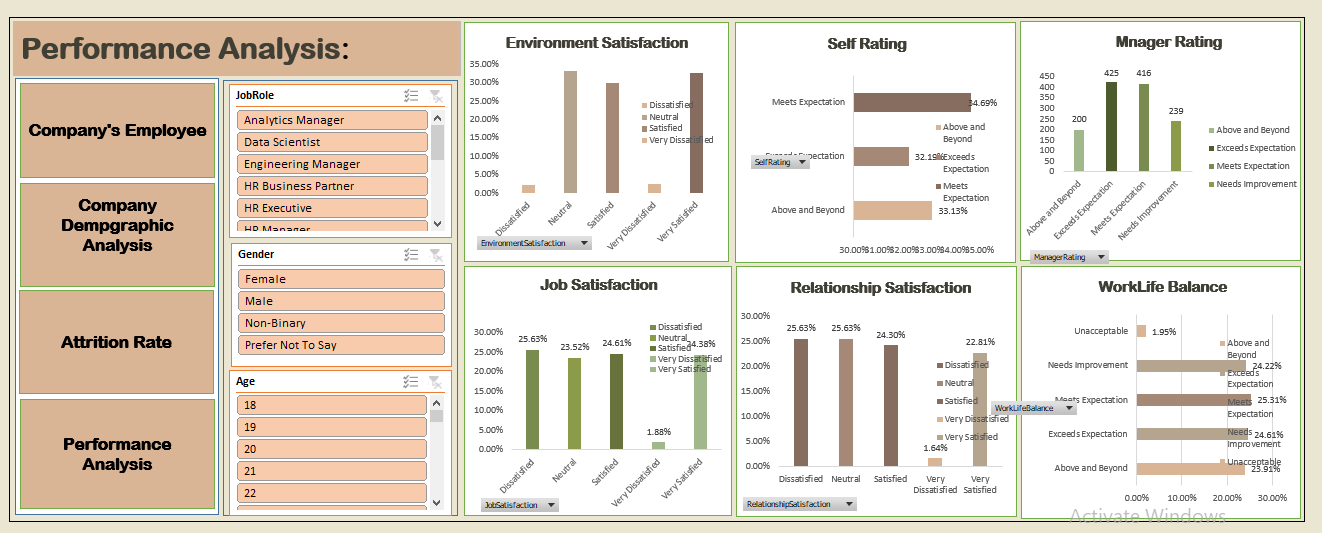 Performance Analysis:
Company's Employee
Company
Dempgraphic
Analysis
Attrition Rate
Performance
Analysis
JobRole
Analytics Manager
Data Scientist
Engineering Manager
HR Business Partner
HR Executive
HR Manager
Gender
Female
Male
Non-Binary
Prefer Not To Say
Age
18
19
20
21
22
Environment Satisfaction
35.00%
30.00%
25.00%
20.00%
15.00%
10.00%
5.00%
0.00%
Dissatisfied
Neutral
Satisfied
Very Dissatisfied
Very Satisfied
Dissatisfied
Neutral
Satisfied
Very Dissatisfied
EnvironmentSatisfaction
Self Rating
Meets Expectation
34.69%
Exceeds Expectation
32.19%
Above and Beyond
33.13%
30.00%
31.00%
32.00%
33.00%
34.00%
35.00%
Above and
Beyond
Exceeds
Expectation
Meets
Expectation
SelfRating
Mnager Rating
450
400
350
300
250
200
150
100
50
0
200
425
416
239
Above and Beyond
Exceeds Expectation
Meets Expectation
Needs Improvement
Above and Beyond
Exceeds Expectation
Meets Expectation
Needs Improvement
ManagerRating
Job Satisfaction
30.00%
25.00%
20.00%
15.00%
10.00%
5.00%
0.00%
25.63%
23.52%
24.61%
1.88%
24.38%
Dissatisfied
Neutral
Satisfied
Very Dissatisfied
Very Satisfied
Dissatisfied
Neutral
Satisfied
Very Dissatisfied
Very Satisfied
JobSatisfaction
Relationship Satisfaction
30.00%
25.00%
20.00%
15.00%
10.00%
5.00%
0.00%
25.63%
25.63%
24.30%
1.64%
22.81%
Dissatisfied
Neutral
Satisfied
Very
Dissatisfied
Very
Satisfied
Dissatisfied
Neutral
Satisfied
Very Dissatisfied
Very Satisfied
RelationshipSatisfaction
WorkLife Balance
Unacceptable
1.95%
Needs Improvement
24.22%
Meets Expectation
25.31%
Exceeds Expectation
24.61%
Above and Beyond
23.91%
0.00%
10.00%
20.00%
30.00%
Above and
Beyond
Exceeds
Expectation
Meets
Expectation
Needs
Improvement
Unacceptable
WorkLifeBalance
Activate Windows